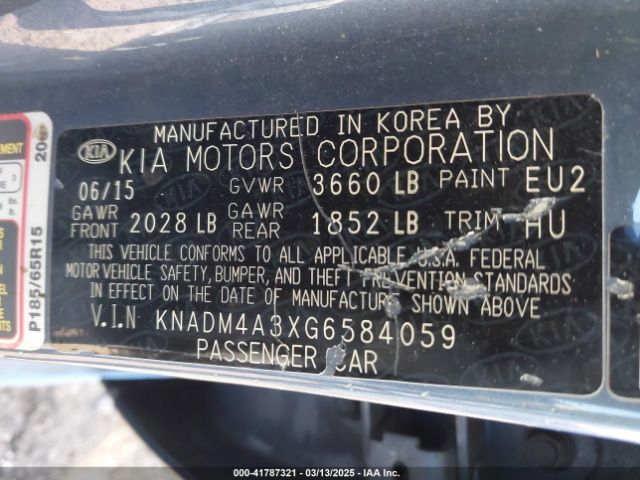 MANUFACTURED IN KOREA BY
KIA KIA MOTORS CORPORATION
06/15 GVWR 3660 LB PAINT EU2
GAWR FRONT 2028 LB GAWR REAR 1852 LB TRIM HU
THIS VEHICLE CONFORMS TO ALL APPLICABLE U.S.A. FEDERAL
MOTOR VEHICLE SAFETY, BUMPER, AND THEFT PREVENTION STANDARDS
IN EFFECT ON THE DATE OF MANUFACTURE SHOWN ABOVE
V.I.N KNADM4A3XG6584059
PASSENGER CAR
P185/65R15
REAR 3
© 41787321 | 03/13/2025 | IAA Inc.